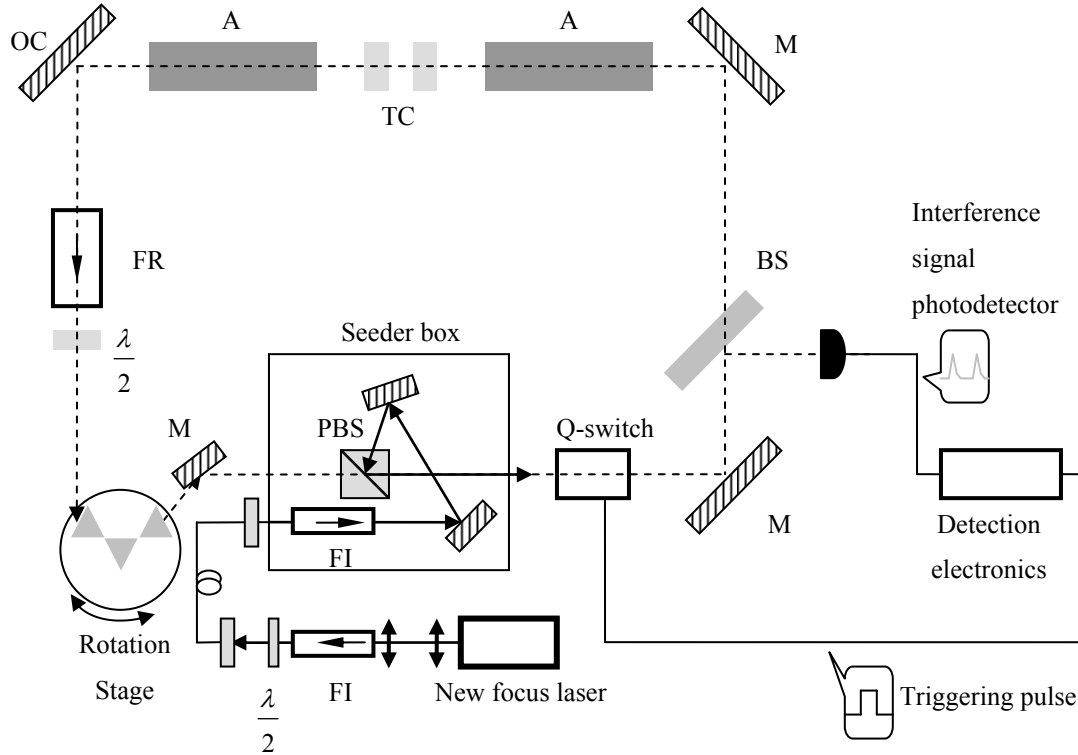 OC
A
A
M
TC
FR
λ
2
BS
Interference
signal
photodetector
Seeder box
M
PBS
Q-switch
FI
M
Detection
electronics
Rotation
Stage
λ
2
FI
New focus laser
Triggering pulse